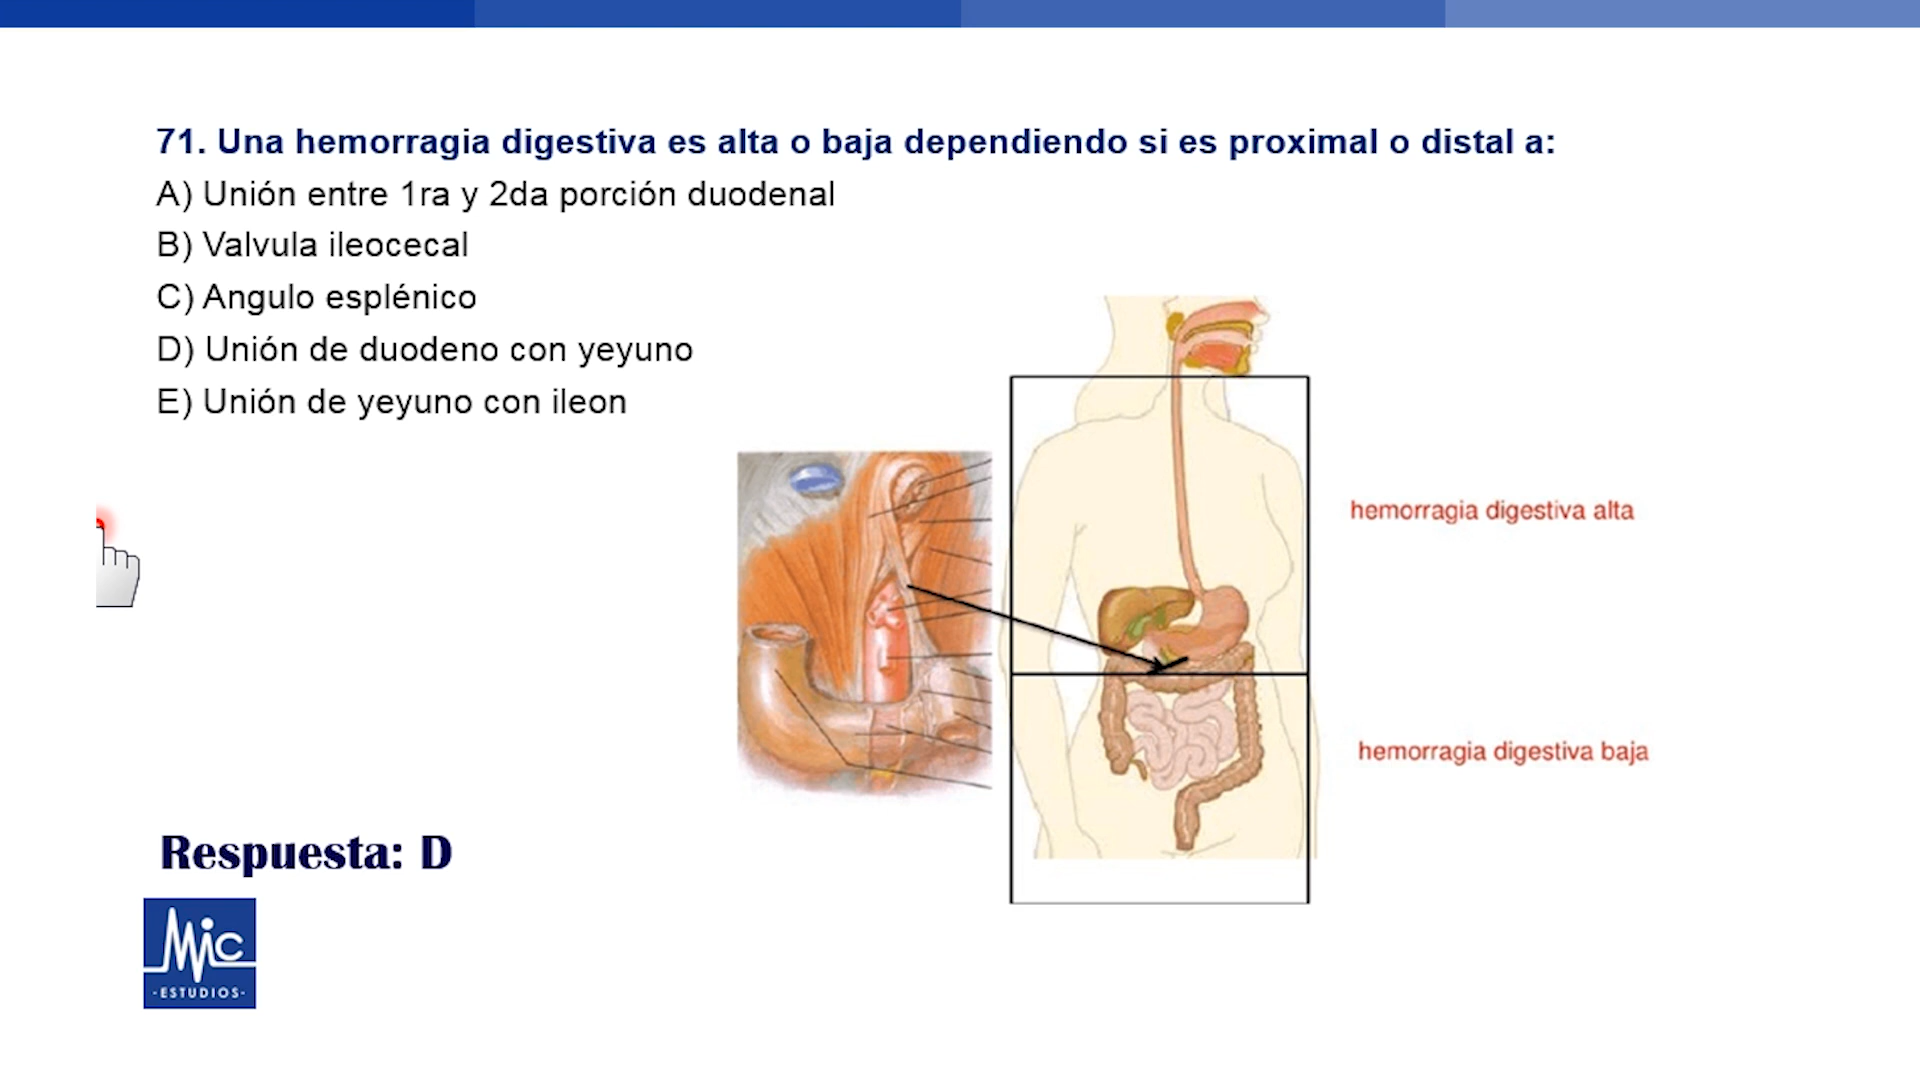 71. Una hemorragia digestiva es alta o baja dependiendo si es proximal o distal a:
A) Unión entre 1ra y 2da porción duodenal
B) Valvula ileocecal
C) Angulo esplénico
D) Unión de duodeno con yeyuno
E) Unión de yeyuno con ileon
hemorragia digestiva alta
hemorragia digestiva baja
Respuesta: D
Mic
·ESTUDIOS·